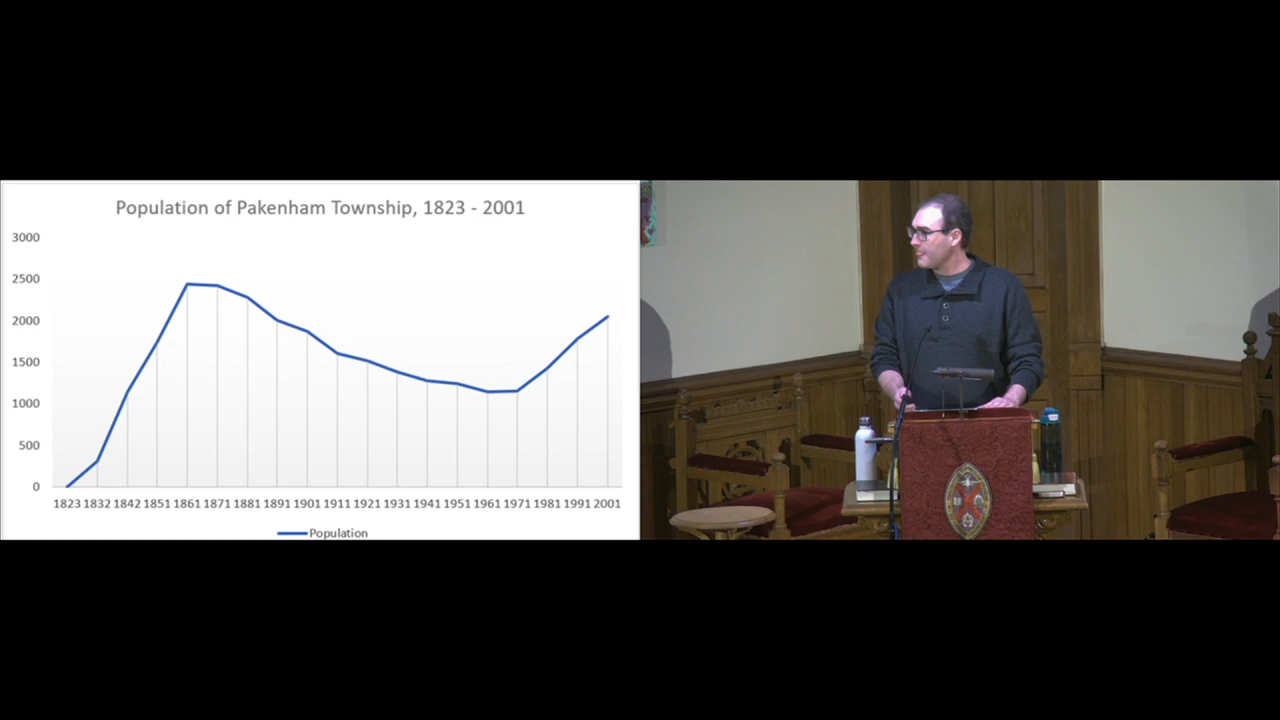 Population of Pakenham Township, 1823 - 2001
3000
2500
2000
1500
1000
500
0
1823 1832 1842 1851 1861 1871 1881 1891 1901 1911 1921 1931 1941 1951 1961 1971 1981 1991 2001
Population